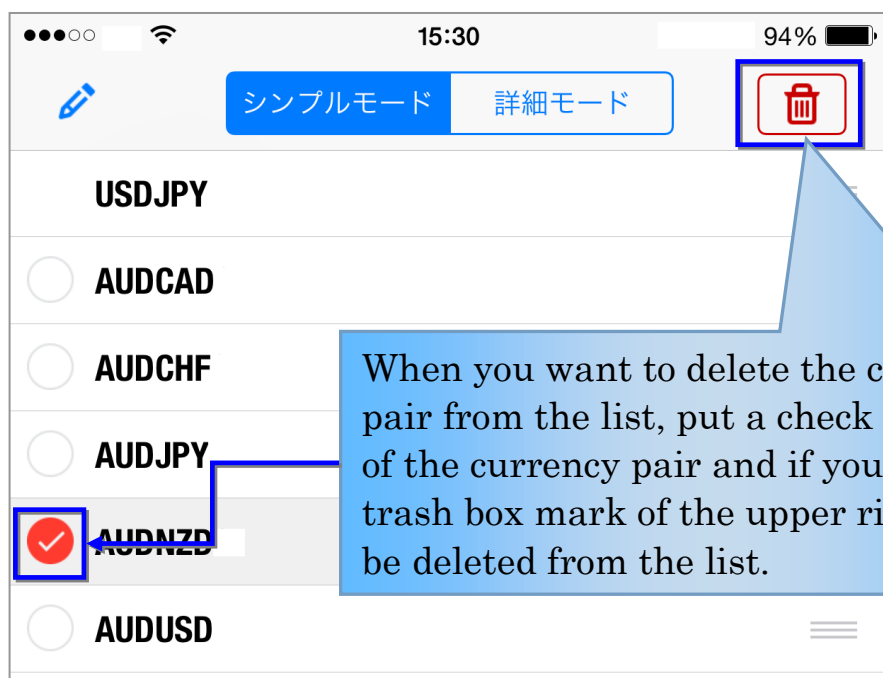 15:30
94%
シンプルモード 詳細モード
USDJPY
AUDCAD
AUDCHF
AUDJPY
AUDNZD
AUDUSD
When you want to delete the
pair from the list, put a check
of the currency pair and if you
trash box mark of the upper
be deleted from the list.